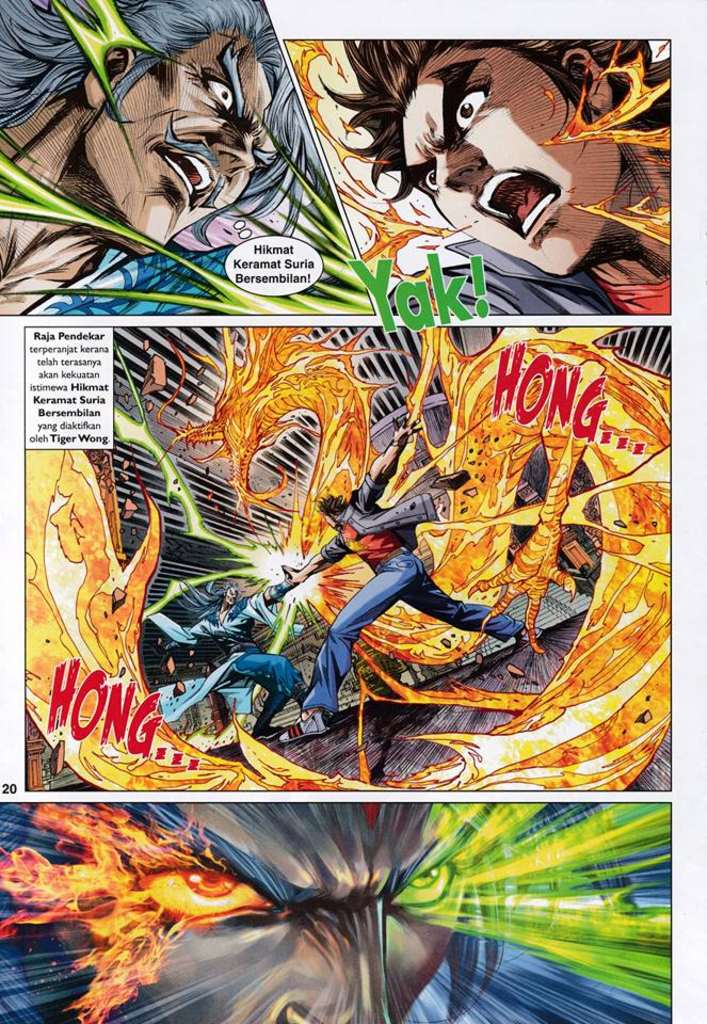 Hikmat
Keramat Suria
Bersembilan!
Yak!
Raja Pendekar
terperanjat kerana
telah terasanya
akan kekuatan
istimewa Hikmat
Keramat Suria
Bersembilan
yang diaktifkan
oleh Tiger Wong.
HONG...
HONG...
20